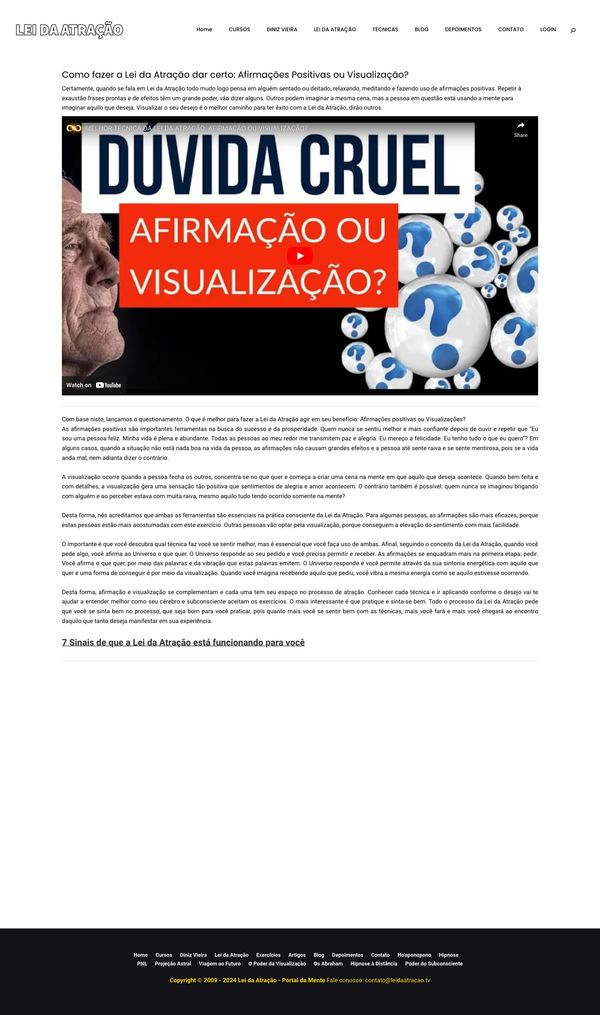 LEI DA ATRAÇÃO
Home CURSOS DINIZ VIEIRA LEI DA ATRAÇÃO TECNICAS BLOG DEPOIMENTOS CONTATO LOGIN
Como fazer a Lei da Atração dar certo: Afirmações Positivas ou Visualização?
Certamente, quando se fala em Lei da Atração todo mudo logo pensa em alguém sentado ou deitado, relaxando, meditando e fazendo uso de afirmações positivas. Repetir à
exaustão frases prontas e de efeitos têm um grande poder, vão dizer alguns. Outros podem imaginar a mesma cena, mas a pessoa em questão está usando a mente para
imaginar aquilo que deseja. Visualizar o seu desejo é o melhor caminho para ter êxito com a Lei da Atração, dirão outros.
MELHOR TÉCNICA DA LEI DA ATRAÇÃO: AFIRMAÇÃO OU VISUALIZAÇÃO?
Share
DÚVIDA CRUEL
AFIRMAÇÃO OU
VISUALIZAÇÃO?
Watch on YouTube
Com base nisto, lançamos o questionamento. O que é melhor para fazer a Lei da Atração agir em seu benefício: Afirmações positivas ou Visualizações?
As afirmações positivas são importantes ferramentas na busca do sucesso e da prosperidade. Quem nunca se sentiu melhor e mais confiante depois de ouvir e repetir que "Eu
sou uma pessoa feliz. Minha vida é plena e abundante. Todas as pessoas ao meu redor me transmitem paz e alegria. Eu mereço a felicidade. Eu tenho tudo o que eu quero"? Em
alguns casos, quando a situação não está nada boa na vida da pessoa, as afirmações não causam grandes efeitos e a pessoa até sente raiva e se sente mentirosa, pois se a vida
anda mal, nem adianta dizer o contrário.
A visualização ocorre quando a pessoa fecha os outros, concentra-se no que quer e começa a criar uma cena na mente em que aquilo que deseja acontece. Quando bem feita e
com detalhes, a visualização gera uma sensação tão positiva que sentimentos de alegria e amor acontecem. O contrário também é possível: quem nunca se imaginou brigando
com alguém e ao perceber estava com muita raiva, mesmo aquilo tudo tendo ocorrido somente na mente?
Desta forma, nós acreditamos que ambas as ferramentas são essenciais na prática consciente da Lei da Atração. Para algumas pessoas, as afirmações são mais eficazes, porque
estas pessoas estão mais acostumadas com este exercício. Outras pessoas vão optar pela visualização, porque conseguem a elevação do sentimento com mais facilidade.
O importante é que você descubra qual técnica faz você se sentir melhor, mas é essencial que você faça uso de ambas. Afinal, seguindo o conceito da Lei da Atração, quando você
pede algo, você afirma ao Universo o que quer. O Universo responde ao seu pedido e você precisa permitir e receber. As afirmações se enquadram mais na primeira etapa: pedir.
Você afirma o que quer, por meio das palavras e da vibração que estas palavras emitem. O Universo responde e você permite através da sua sintonia energética com aquilo que
quer e uma forma de conseguir é por meio da visualização. Quando você imagina recebendo aquilo que pediu, você vibra a mesma energia como se aquilo estivesse ocorrendo.
Desta forma, afirmação e visualização se complementam e cada uma tem seu espaço no processo de atração. Conhecer cada técnica e ir aplicando conforme o desejo vai te
ajudar a entender melhor como seu cérebro e subconsciente aceitam os exercícios. O mais interessante é que pratique e sinta-se bem. Todo o processo da Lei da Atração pede
que você se sinta bem no processo, que seja bom para você praticar, pois quanto mais você se sentir bem com as técnicas, mais você fará e mais você chegará ao encontro
daquilo que tanto deseja manifestar em sua experiência.
7 Sinais de que a Lei da Atração está funcionando para você
Home Cursos Diniz Vieira Lei da Atração Exercícios Artigos Blog Depoimentos Contato Ho'oponopono Hipnose
PNL Projeção Astral Viagem ao Futuro O Poder da Visualização Os Abraham Hipnose à Distância Poder do Subconsciente
Copyright © 2009 - 2024 Lei da Atração - Portal da Mente Fale conosco: contato@leidaatracao.tv